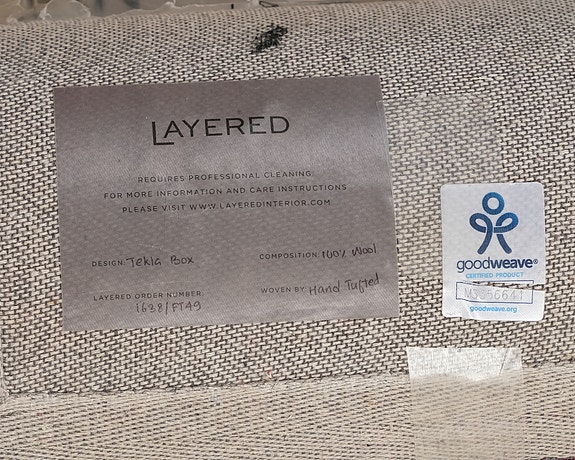 LAYERED
REQUIRES PROFESSIONAL CLEANING
FOR MORE INFORMATION AND CARE INSTRUCTIONS
PLEASE VISIT WWW.LAYEREDINTERIOR.COM
DESIGN: Tekla Box
COMPOSITION: 100% Wool
LAYERED ORDER NUMBER:
1638/FT49
WOVEN BY: Hand Tufted
goodweave®
CERTIFIED PRODUCT
goodweave.org